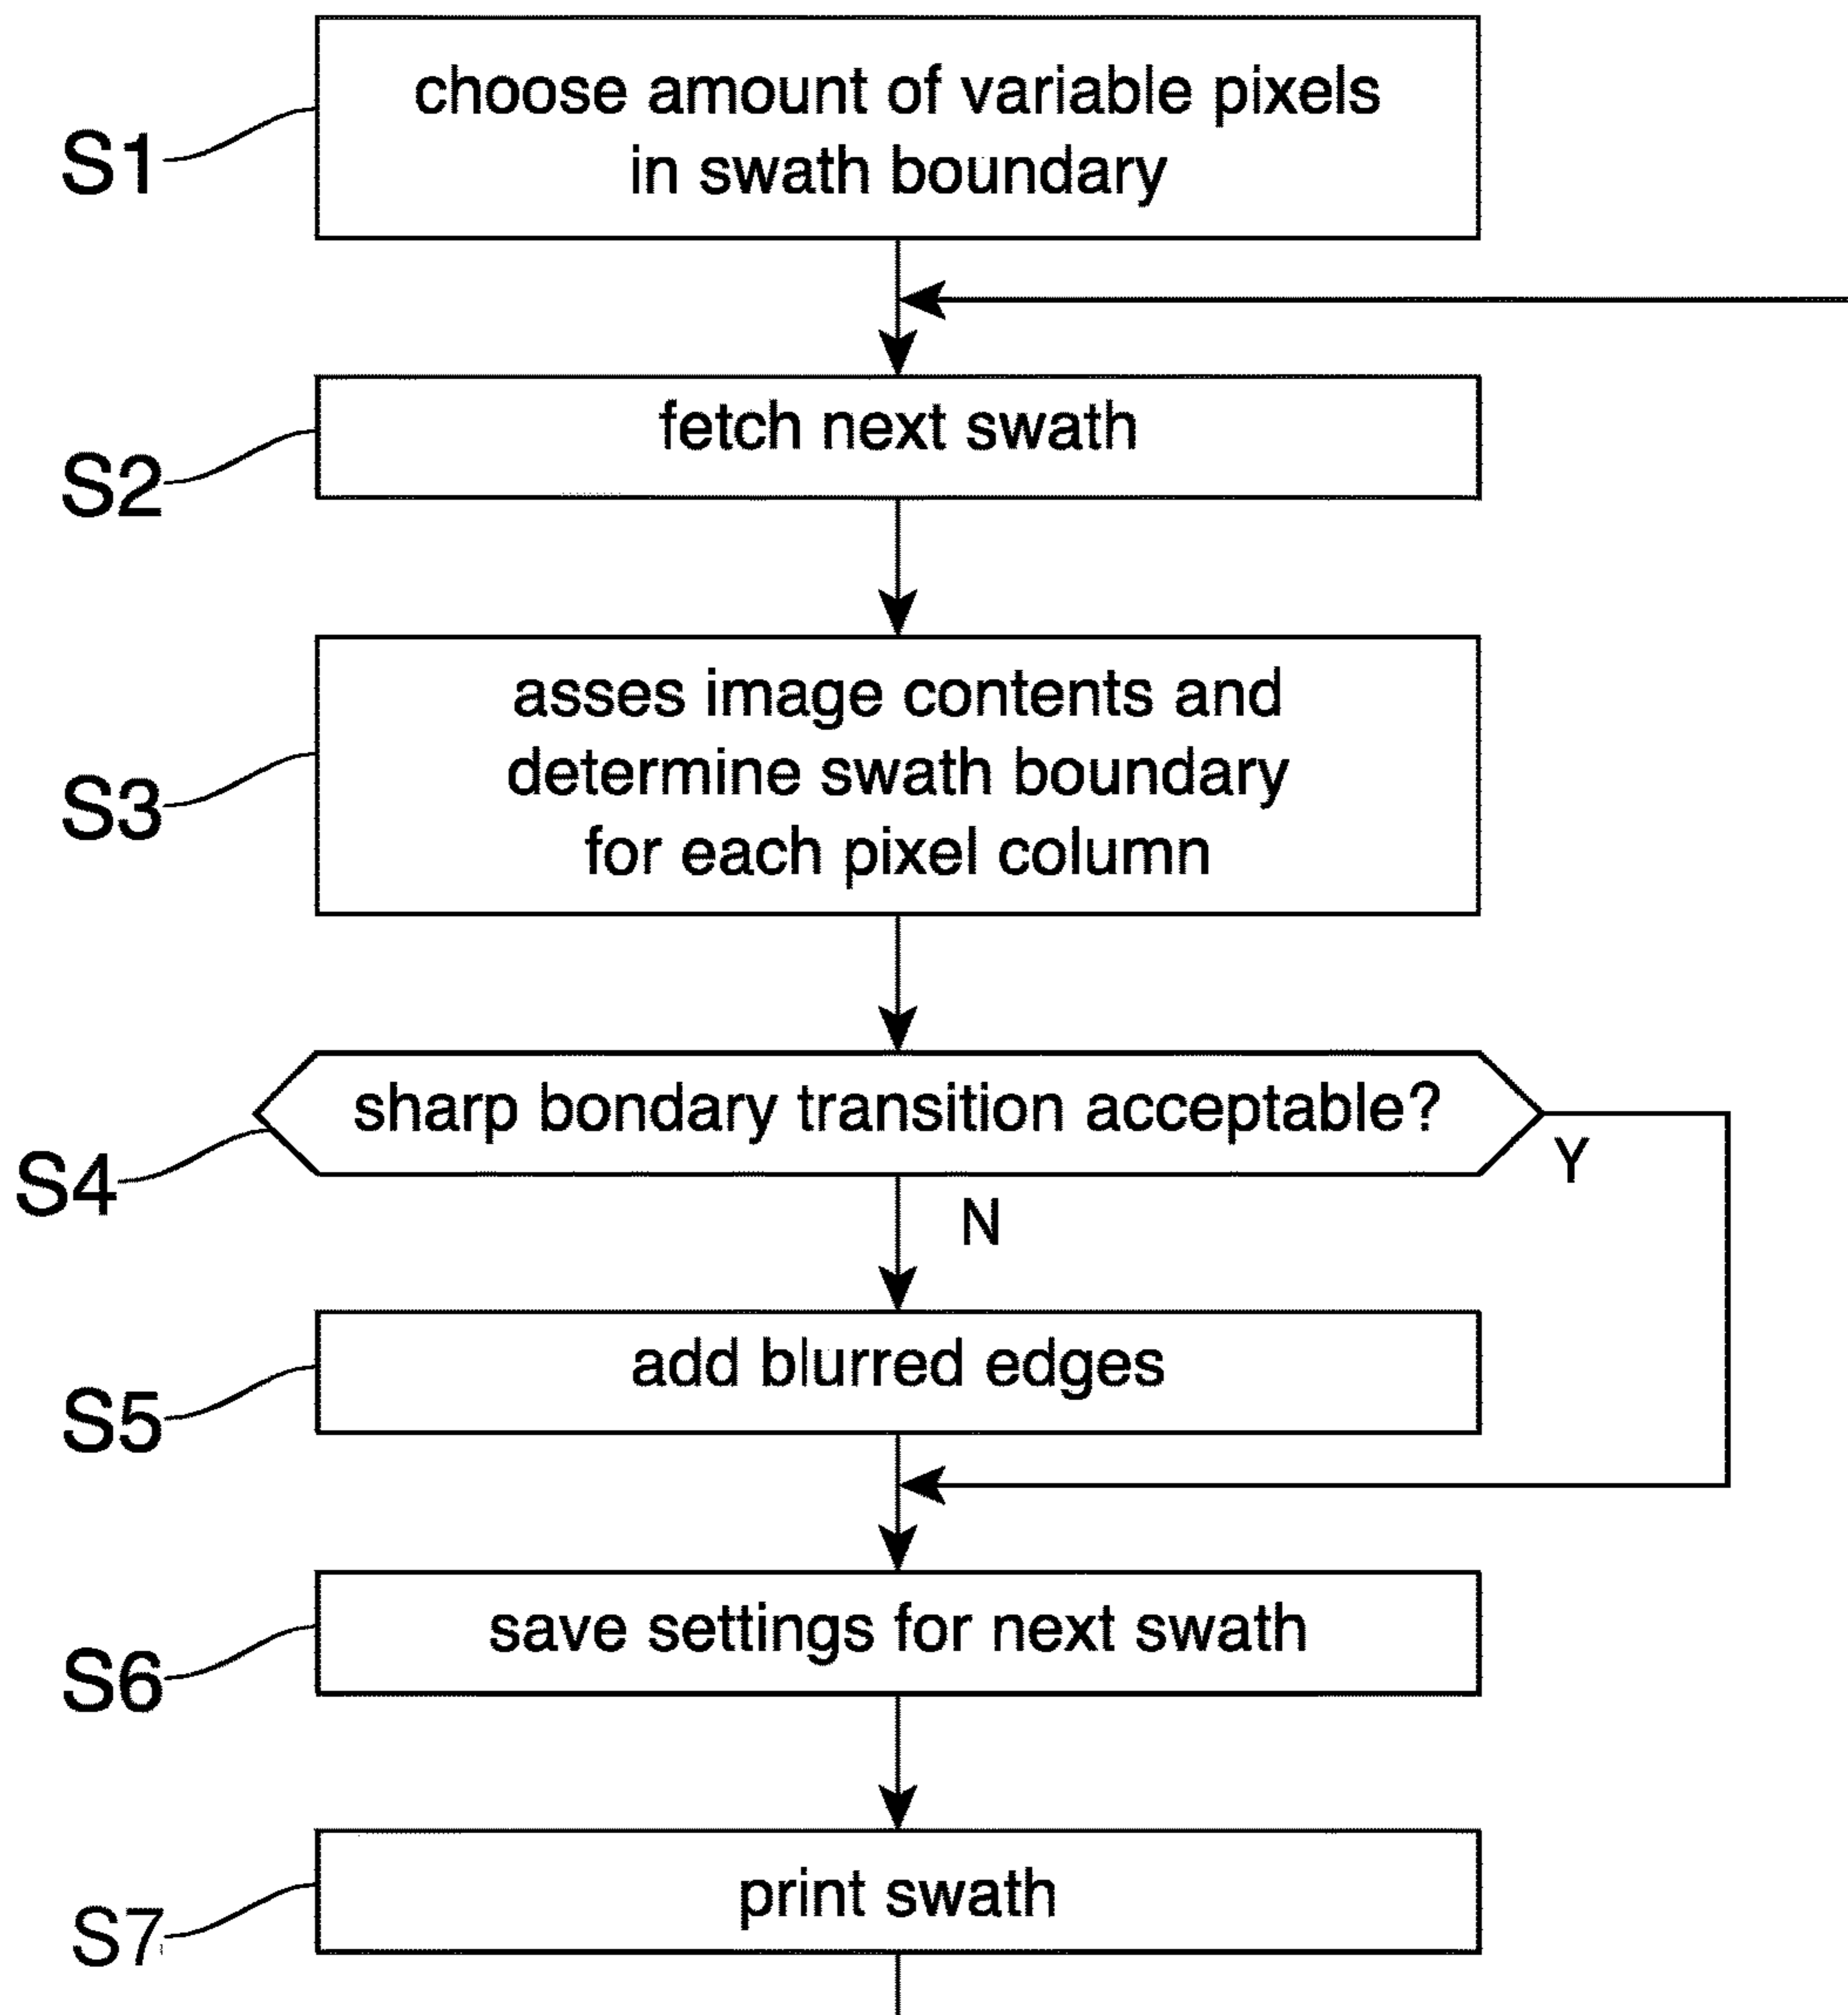 S1
choose amount of variable pixels
in swath boundary
S2
fetch next swath
S3
asses image contents and
determine swath boundary
for each pixel column
S4
sharp bondary transition acceptable?
Y
N
S5
add blurred edges
S6
save settings for next swath
S7
print swath